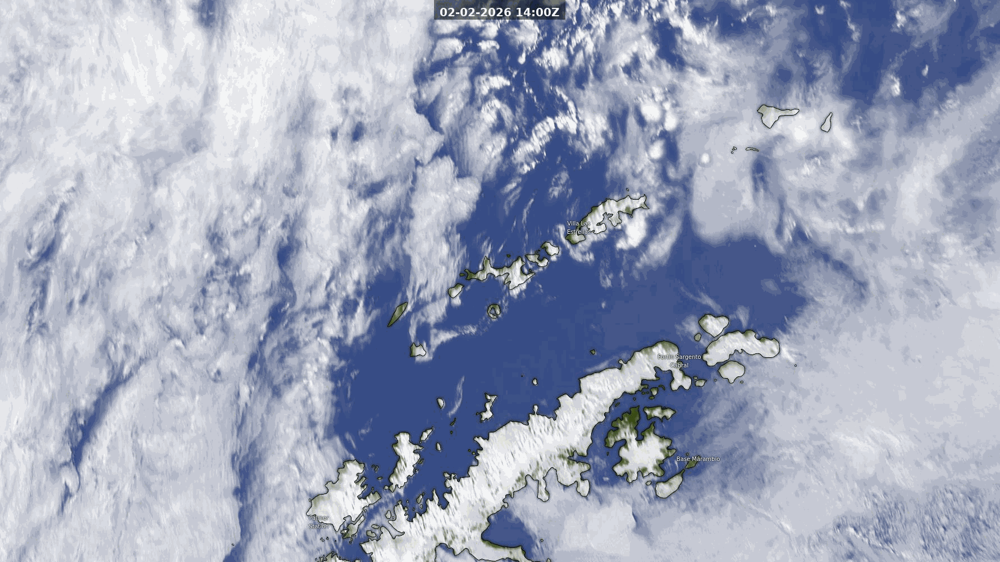 02-02-2026 14:00Z
Villa Las
Estrellas
Fortín Sargento
Cabral
Base Marambio
Palmer
Station